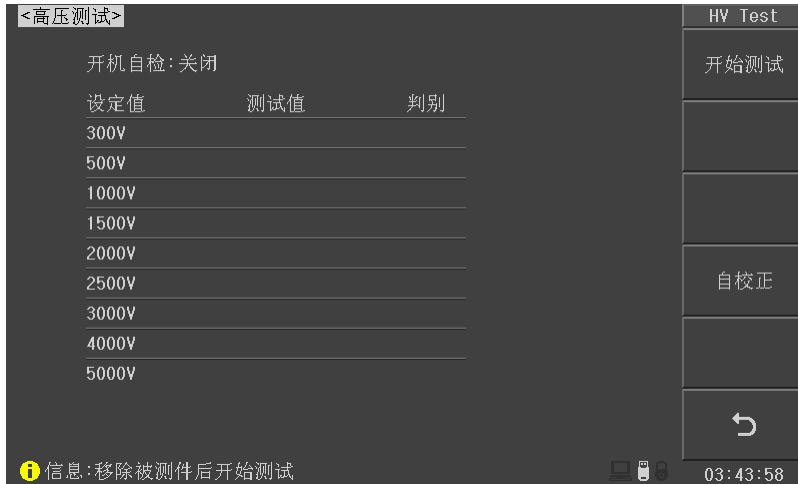 <高压测试>
HV Test
开机自检:关闭
开始测试
设定值 测试值 判别
300V
500V
1000V
1500V
2000V
2500V
自校正
3000V
4000V
5000V
信息:移除被测件后开始测试
03:43:58